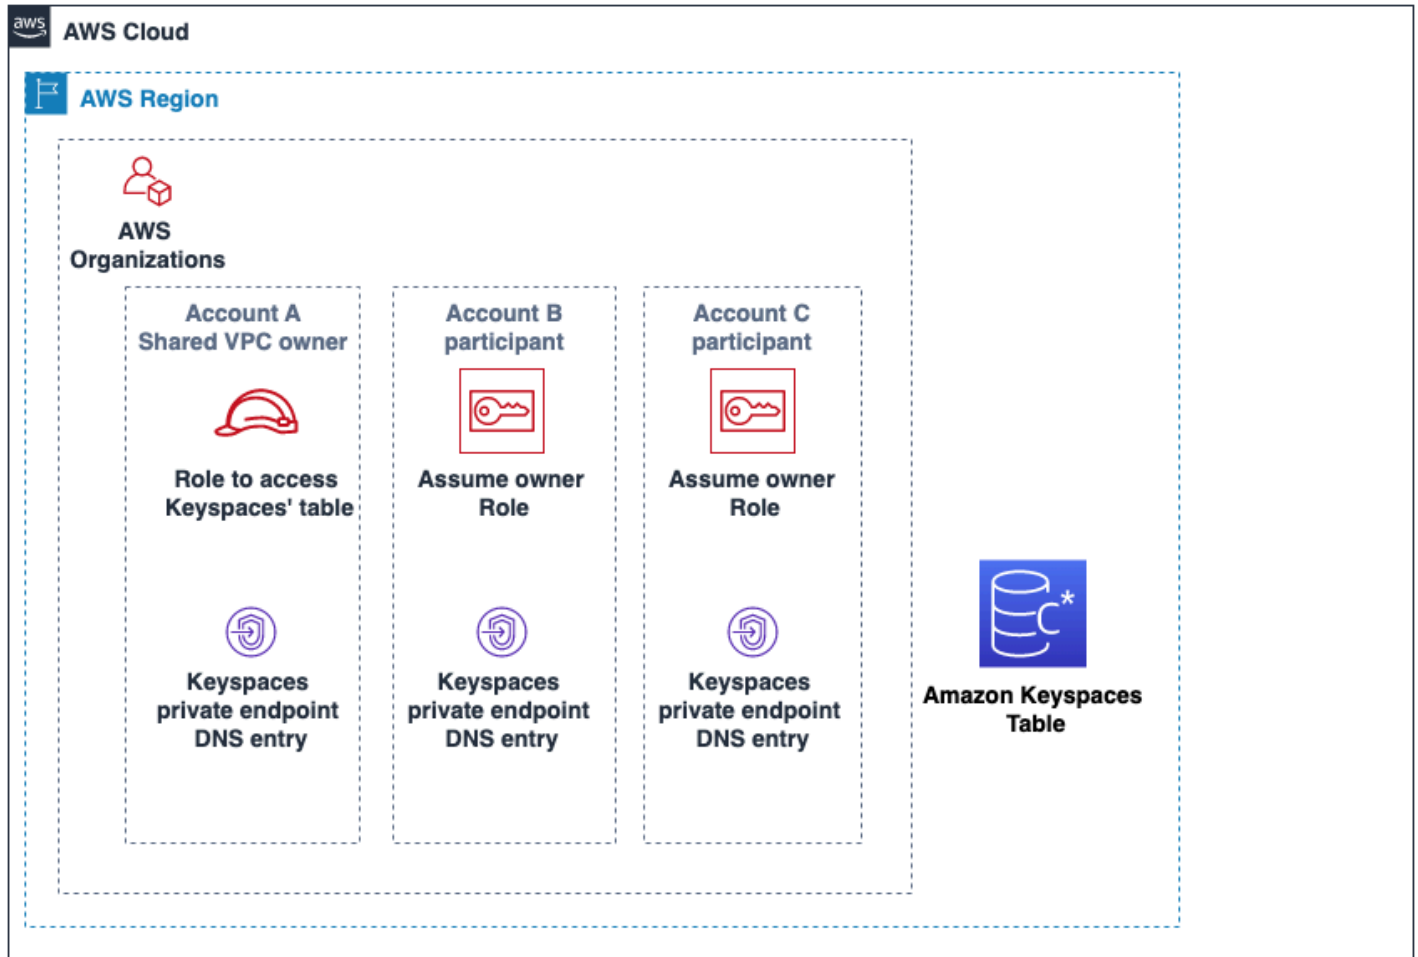 aws
AWS Cloud
AWS Region
AWS
Organizations
Account A
Shared VPC owner
Role to access
Keyspaces' table
Keyspaces
private endpoint
DNS entry
Account B
participant
Assume owner
Role
Keyspaces
private endpoint
DNS entry
Account C
participant
Assume owner
Role
Keyspaces
private endpoint
DNS entry
C*
Amazon Keyspaces
Table